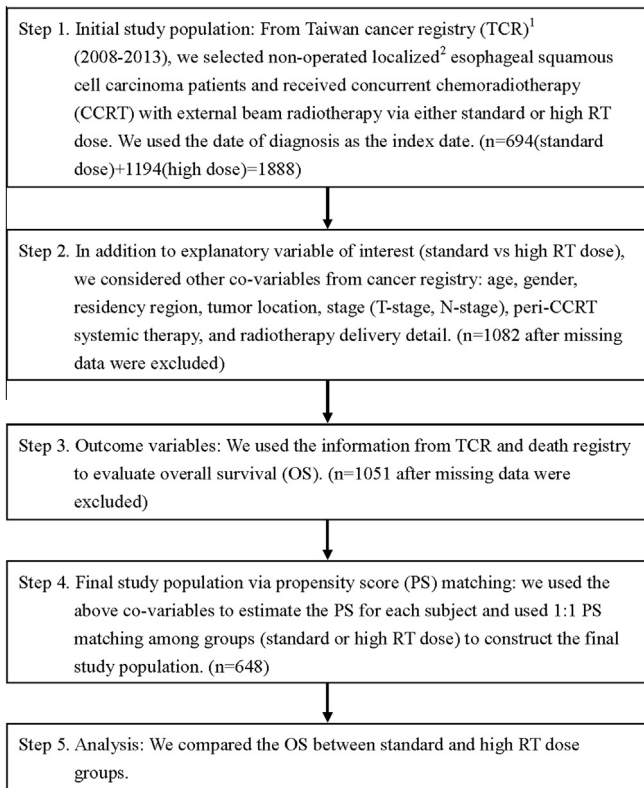 Step 1. Initial study population: From Taiwan cancer registry (TCR)1
(2008-2013), we selected non-operated localized2 esophageal squamous
cell carcinoma patients and received concurrent chemoradiotherapy
(CCRT) with external beam radiotherapy via either standard or high RT
dose. We used the date of diagnosis as the index date. (n=694(standard
dose)+1194(high dose)=1888)
Step 2. In addition to explanatory variable of interest (standard vs high RT dose),
we considered other co-variables from cancer registry: age, gender,
residency region, tumor location, stage (T-stage, N-stage), peri-CCRT
systemic therapy, and radiotherapy delivery detail. (n=1082 after missing
data were excluded)
Step 3. Outcome variables: We used the information from TCR and death registry
to evaluate overall survival (OS). (n=1051 after missing data were
excluded)
Step 4. Final study population via propensity score (PS) matching: we used the
above co-variables to estimate the PS for each subject and used 1:1 PS
matching among groups (standard or high RT dose) to construct the final
study population. (n=648)
Step 5. Analysis: We compared the OS between standard and high RT dose
groups.